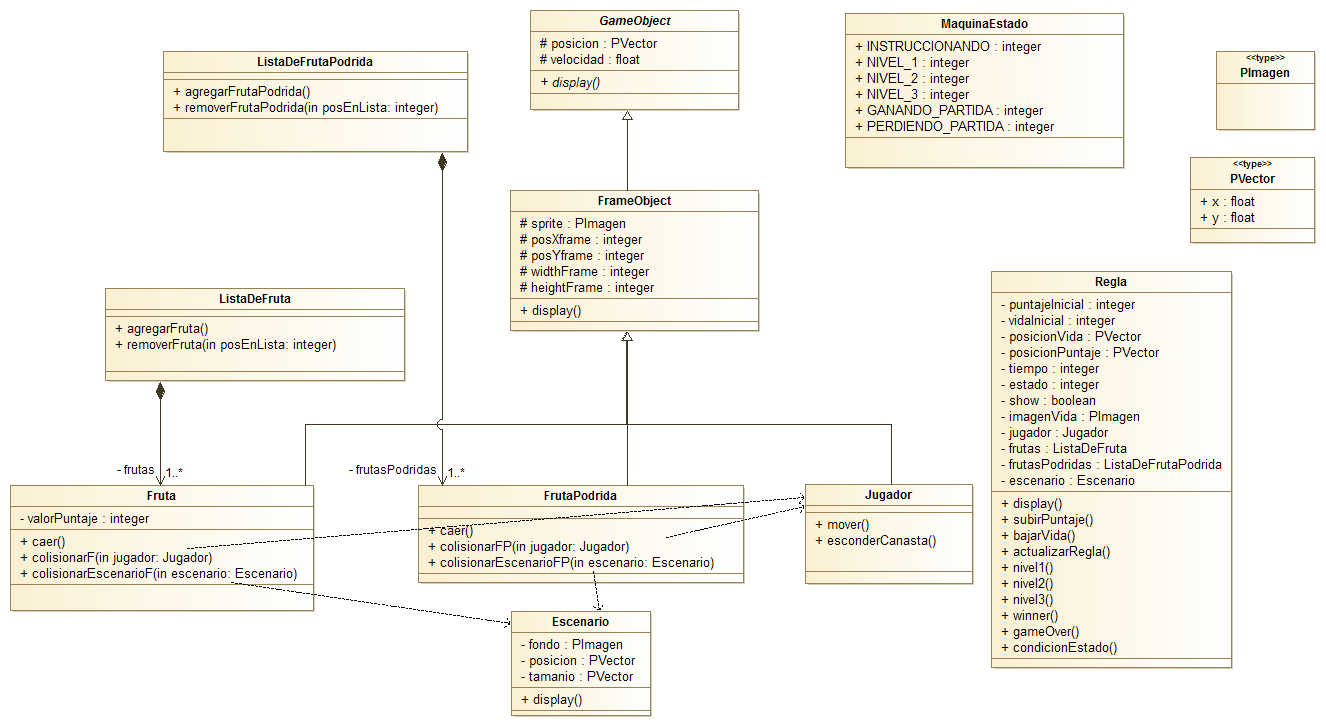 GameObject
# posicion : PVector
# velocidad : float
+ display()
MaquinaEstado
+ INSTRUCCIONANDO : integer
+ NIVEL_1 : integer
+ NIVEL_2 : integer
+ NIVEL_3 : integer
+ GANANDO_PARTIDA : integer
+ PERDIENDO_PARTIDA : integer
<<type>>
PImagen
<<type>>
PVector
+ x : float
+ y : float
ListaDeFrutaPodrida
+ agregarFrutaPodrida()
+ removerFrutaPodrida(in posEnLista: integer)
FrameObject
# sprite : PImagen
# posXframe : integer
# posYframe : integer
# widthFrame : integer
# heightFrame : integer
+ display()
ListaDeFruta
+ agregarFruta()
+ removerFruta(in posEnLista: integer)
Regla
- puntajeInicial : integer
- vidaInicial : integer
- posicionVida : PVector
- posicionPuntaje : PVector
- tiempo : integer
- estado : integer
- show : boolean
- imagenVida : PImagen
- jugador : Jugador
- frutas : ListaDeFruta
- frutasPodridas : ListaDeFrutaPodrida
- escenario : Escenario
+ display()
+ subirPuntaje()
+ bajarVida()
+ actualizarRegla()
+ nivel1()
+ nivel2()
+ nivel3()
+ winner()
+ gameOver()
+ condicionEstado()
- frutas
1..*
- frutasPodridas
1..*
Fruta
- valorPuntaje : integer
+ caer()
+ colisionarF(in jugador: Jugador)
+ colisionarEscenarioF(in escenario: Escenario)
FrutaPodrida
+ caer()
+ colisionarFP(in jugador: Jugador)
+ colisionarEscenarioFP(in escenario: Escenario)
Jugador
+ mover()
+ esconderCanasta()
Escenario
- fondo : PImagen
- posicion : PVector
- tamanio : PVector
+ display()